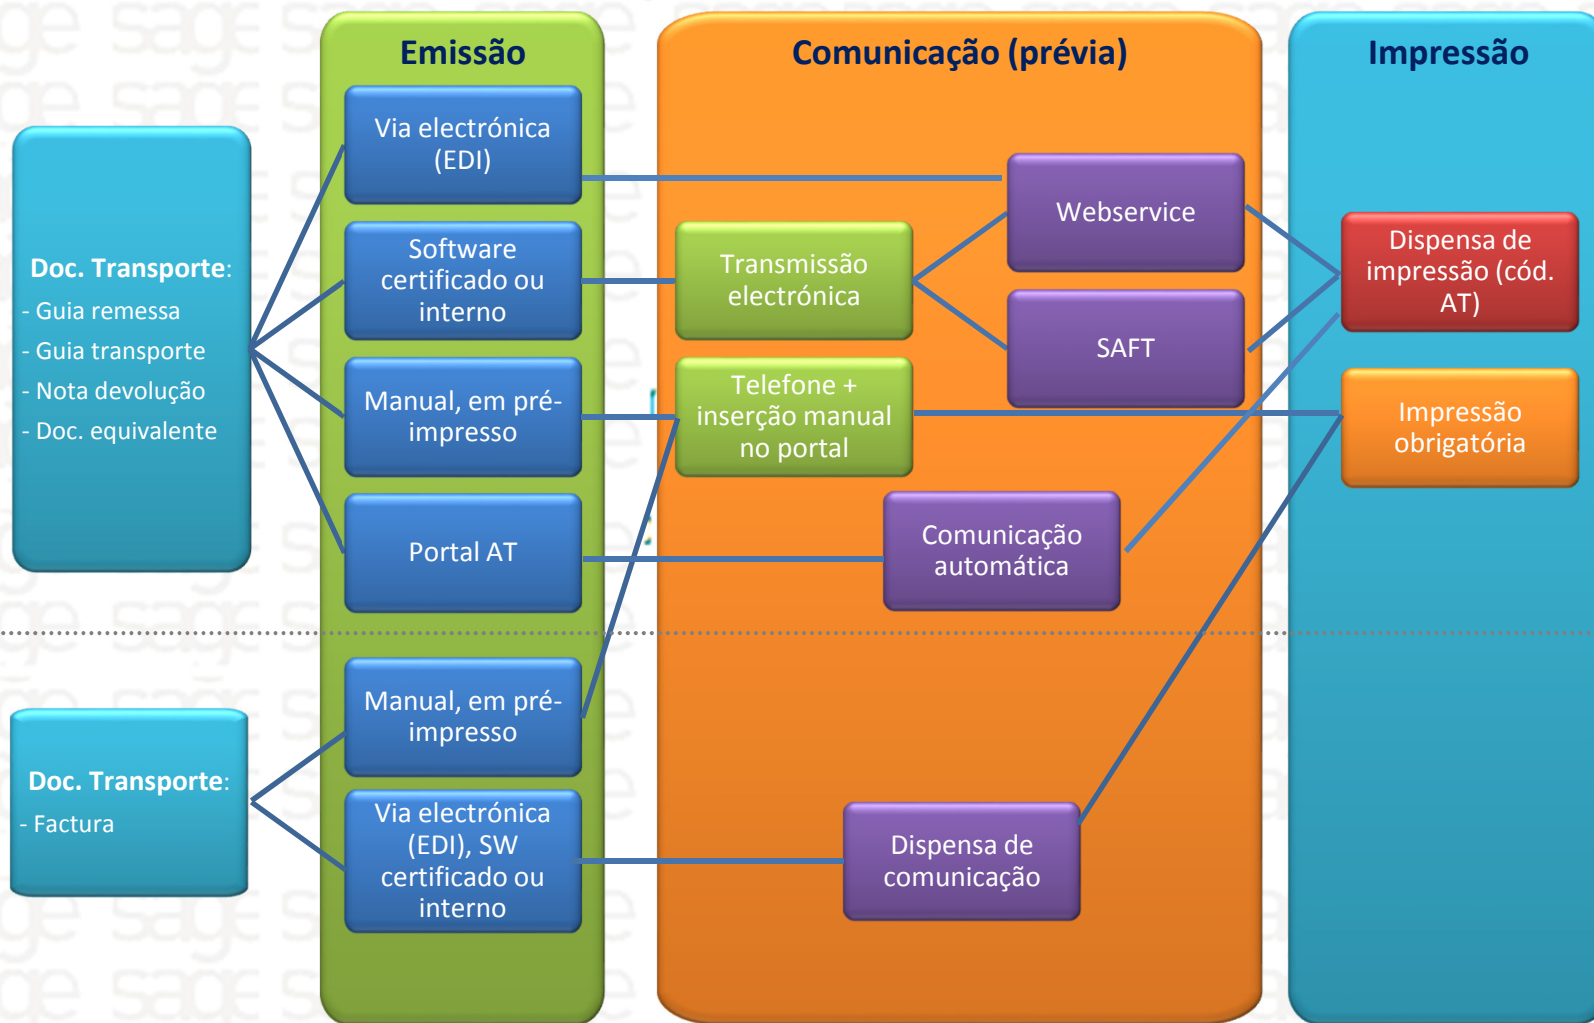 Emissão
Comunicação (prévia)
Impressão
Doc. Transporte:
- Guia remessa
- Guia transporte
- Nota devolução
- Doc. equivalente
Via electrónica
(EDI)
Software
certificado ou
interno
Manual, em pré-
impresso
Portal AT
Transmissão
electrónica
Telefone +
inserção manual
no portal
Webservice
SAFT
Comunicação
automática
Dispensa de
impressão (cód.
AT)
Impressão
obrigatória
Doc. Transporte:
- Factura
Manual, em pré-
impresso
Via electrónica
(EDI), SW
certificado ou
interno
Dispensa de
comunicação